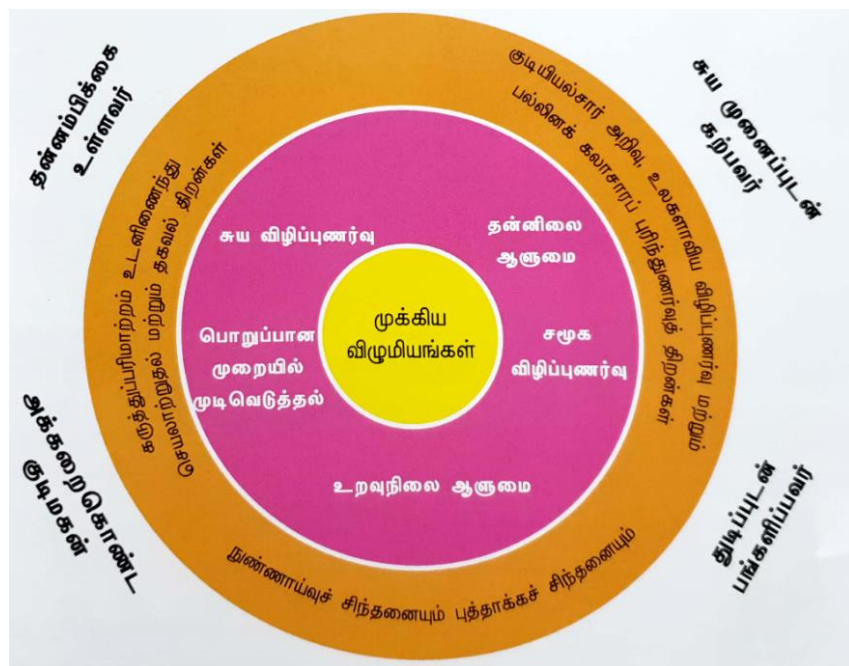 தன்னம்பிக்கை
உள்ளவர்
சுய முனைப்புடன்
கற்பவர்
குடியியல்சார் அறிவு, உலகளாவிய விழிப்புணர்வு மற்றும்
பல்லினக் கலாசாரப் புரிந்துணர்வுத் திறன்கள்
கருத்துப்பரிமாற்றம் உடனிணைந்து
செயலாற்றுதல் மற்றும் தகவல் திறன்கள்
சுய விழிப்புணர்வு
தன்னிலை
ஆளுமை
முக்கிய
விழுமியங்கள்
பொறுப்பான
முறையில்
முடிவெடுத்தல்
சமூக
விழிப்புணர்வு
உறவுநிலை ஆளுமை
நுண்ணாய்வுச் சிந்தனையும் புத்தாக்கச் சிந்தனையும்
அக்கறைகொண்ட
குடிமகன்
துடிப்புடன்
பங்களிப்பவர்